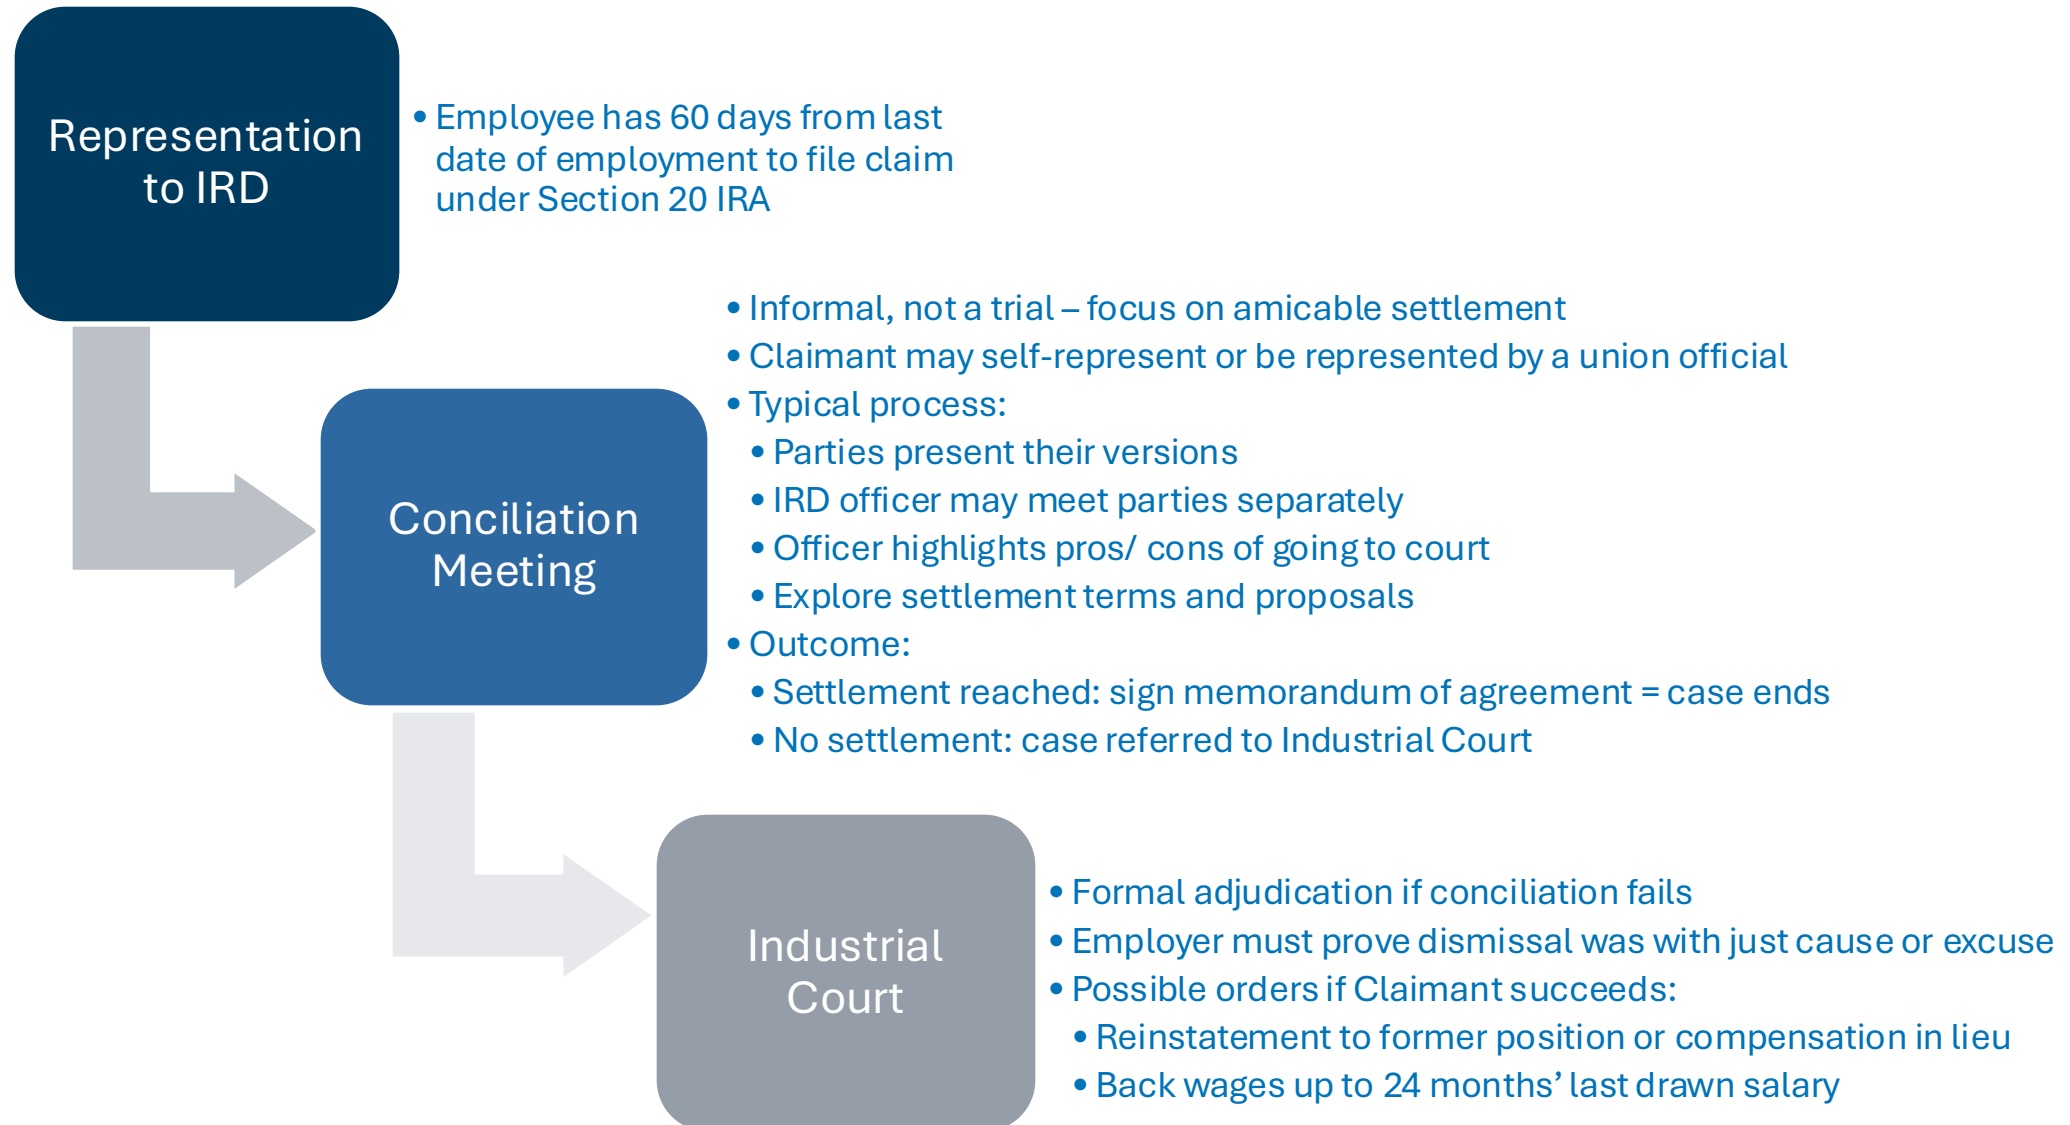 Representation
to IRD
• Employee has 60 days from last
date of employment to file claim
under Section 20 IRA
Conciliation
Meeting
• Informal, not a trial – focus on amicable settlement
• Claimant may self-represent or be represented by a union official
• Typical process:
• Parties present their versions
• IRD officer may meet parties separately
• Officer highlights pros/ cons of going to court
• Explore settlement terms and proposals
• Outcome:
• Settlement reached: sign memorandum of agreement = case ends
• No settlement: case referred to Industrial Court
Industrial
Court
• Formal adjudication if conciliation fails
• Employer must prove dismissal was with just cause or excuse
• Possible orders if Claimant succeeds:
• Reinstatement to former position or compensation in lieu
• Back wages up to 24 months’ last drawn salary